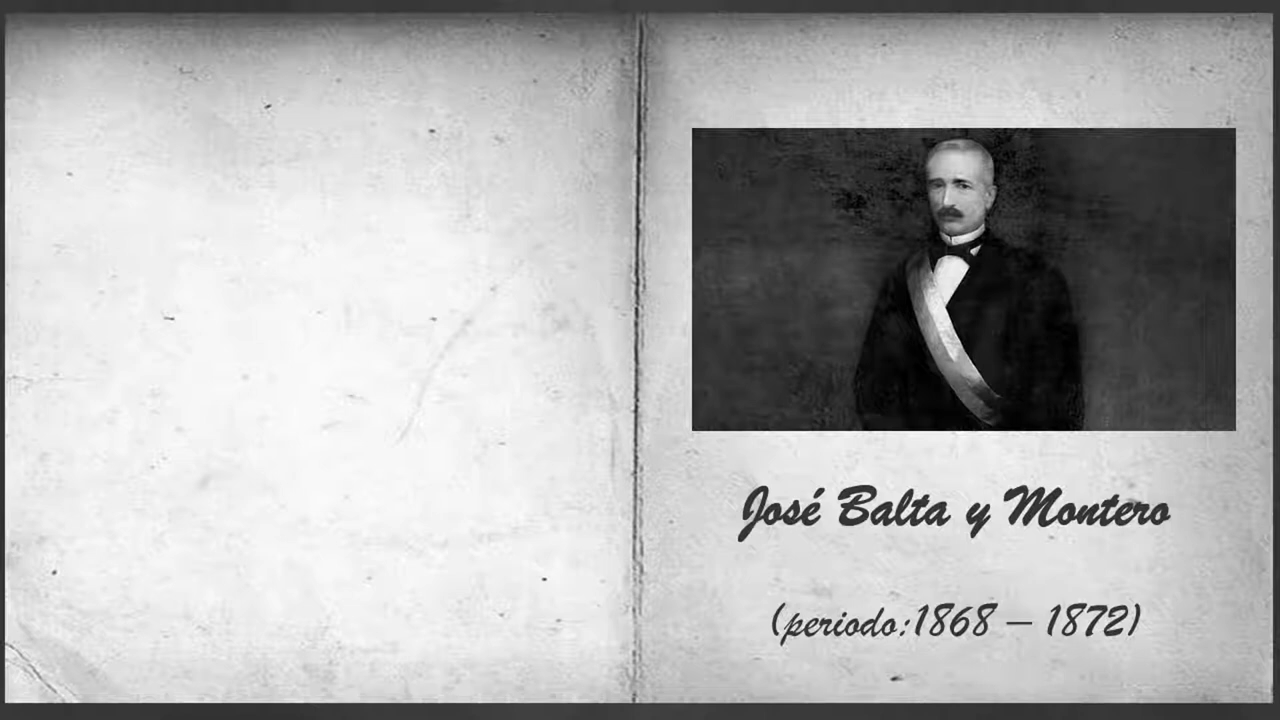 José Balta y Montero
(periodo:1868 – 1872)